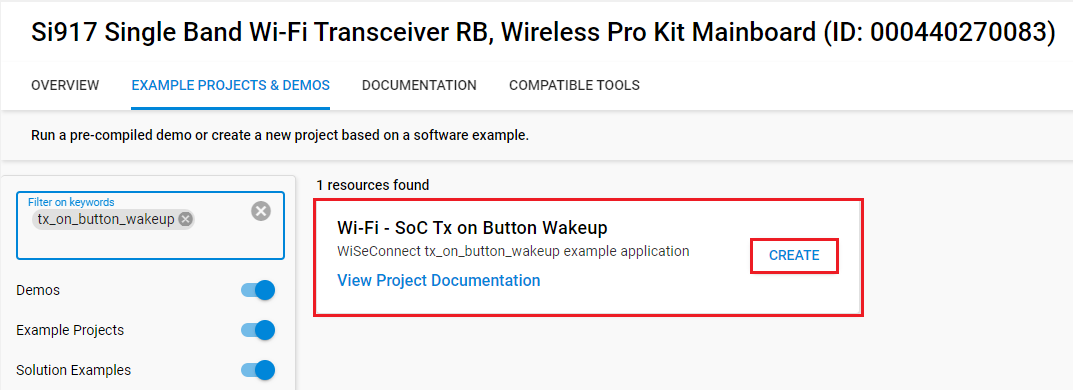 Si917 Single Band Wi-Fi Transceiver RB, Wireless Pro Kit Mainboard (ID: 000440270083)
OVERVIEW EXAMPLE PROJECTS & DEMOS DOCUMENTATION COMPATIBLE TOOLS
Run a pre-compiled demo or create a new project based on a software example.
Filter on keywords
tx_on_button_wakeup
Demos
Example Projects
Solution Examples
1 resources found
Wi-Fi - SoC Tx on Button Wakeup
WiSeConnect tx_on_button_wakeup example application
View Project Documentation
CREATE